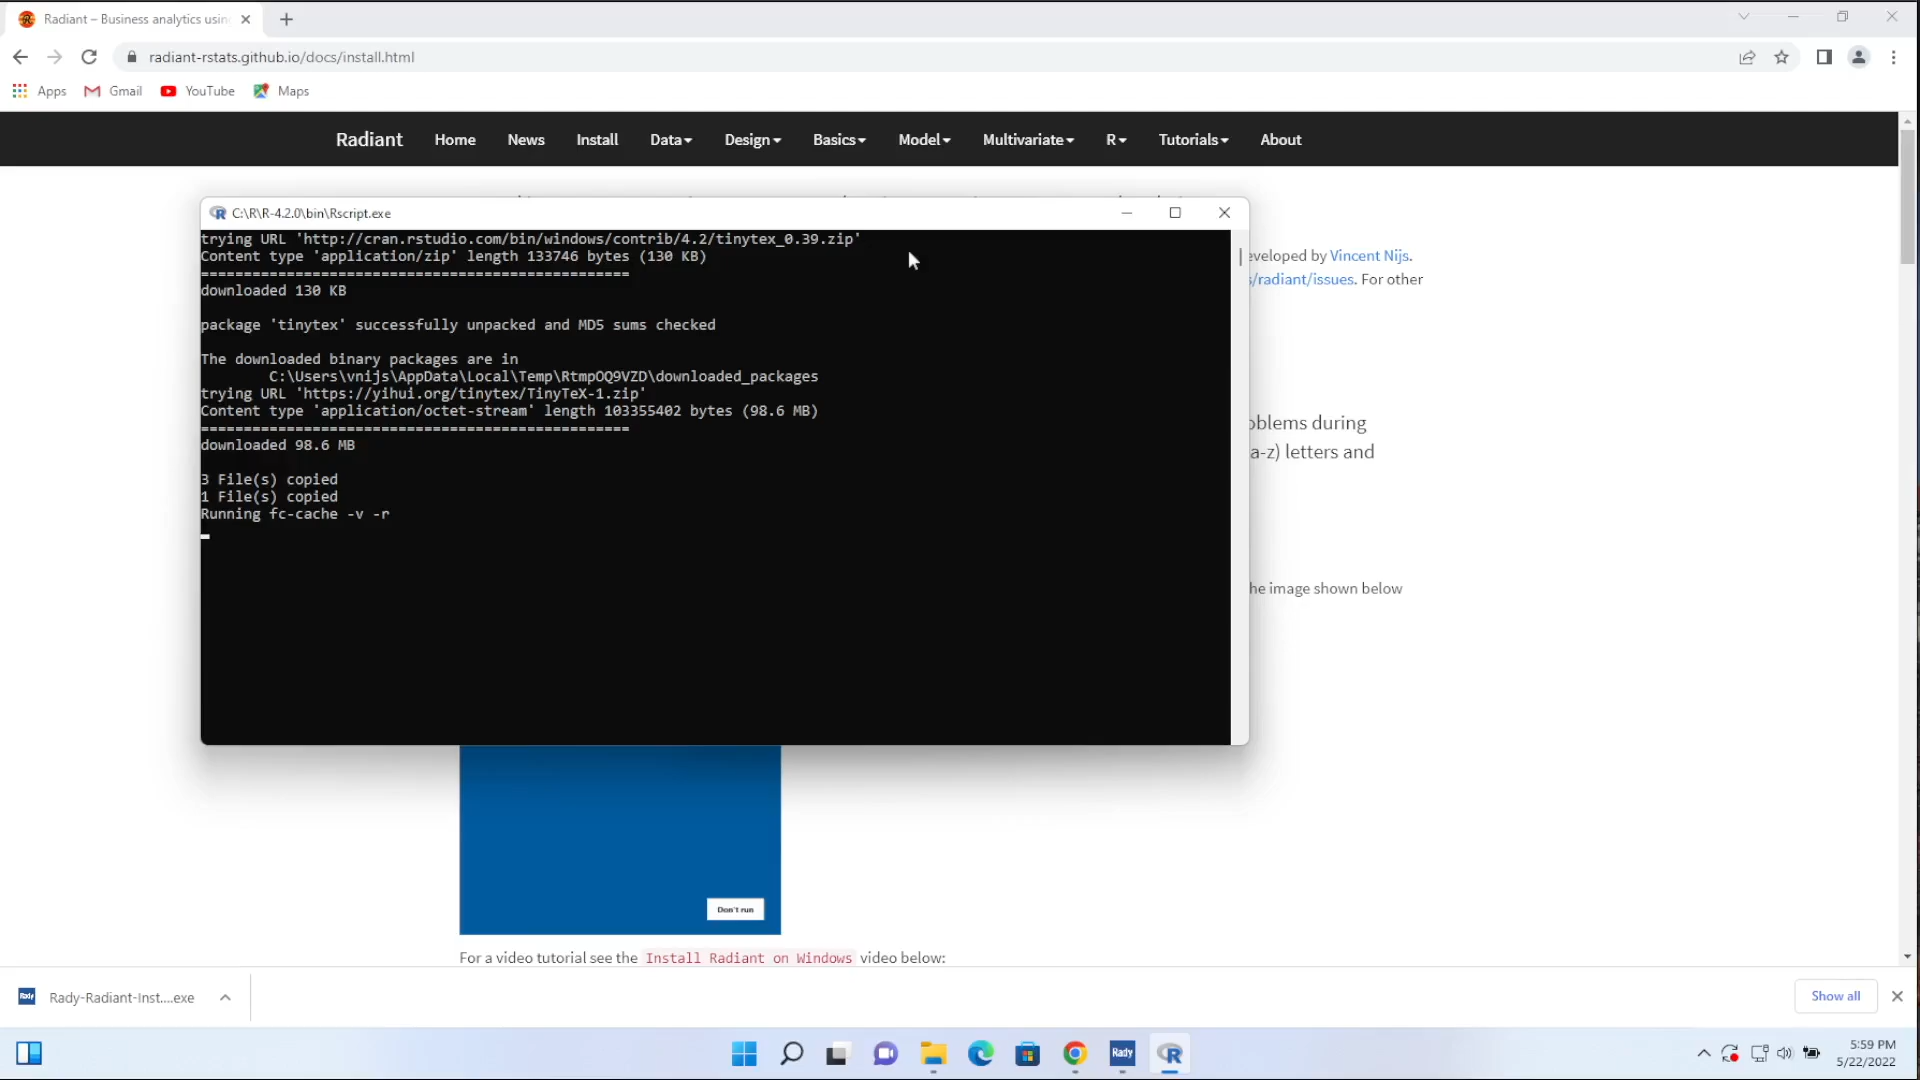 Radiant – Business analytics usin
radiant-rstats.github.io/docs/install.html
Apps Gmail YouTube Maps
Radiant Home News Install Data Design Basics Model Multivariate R Tutorials About
C:\R\R-4.2.0\bin\Rscript.exe
trying URL 'http://cran.rstudio.com/bin/windows/contrib/4.2/tinytex_0.39.zip'
Content type 'application/zip' length 133746 bytes (130 KB)
==================================================
downloaded 130 KB
package 'tinytex' successfully unpacked and MD5 sums checked
The downloaded binary packages are in
C:\Users\vnijs\AppData\Local\Temp\RtmpOQ9VZD\downloaded_packages
trying URL 'https://yihui.org/tinytex/TinyTeX-1.zip'
Content type 'application/octet-stream' length 103355402 bytes (98.6 MB)
==================================================
downloaded 98.6 MB
3 File(s) copied
1 File(s) copied
Running fc-cache -v -r
eveloped by Vincent Nijs.
s/radiant/issues. For other
oblems during
a-z) letters and
he image shown below
Don't run
For a video tutorial see the Install Radiant on Windows video below:
Rady-Radiant-Inst....exe
Show all
Rady
5:59 PM
5/22/2022